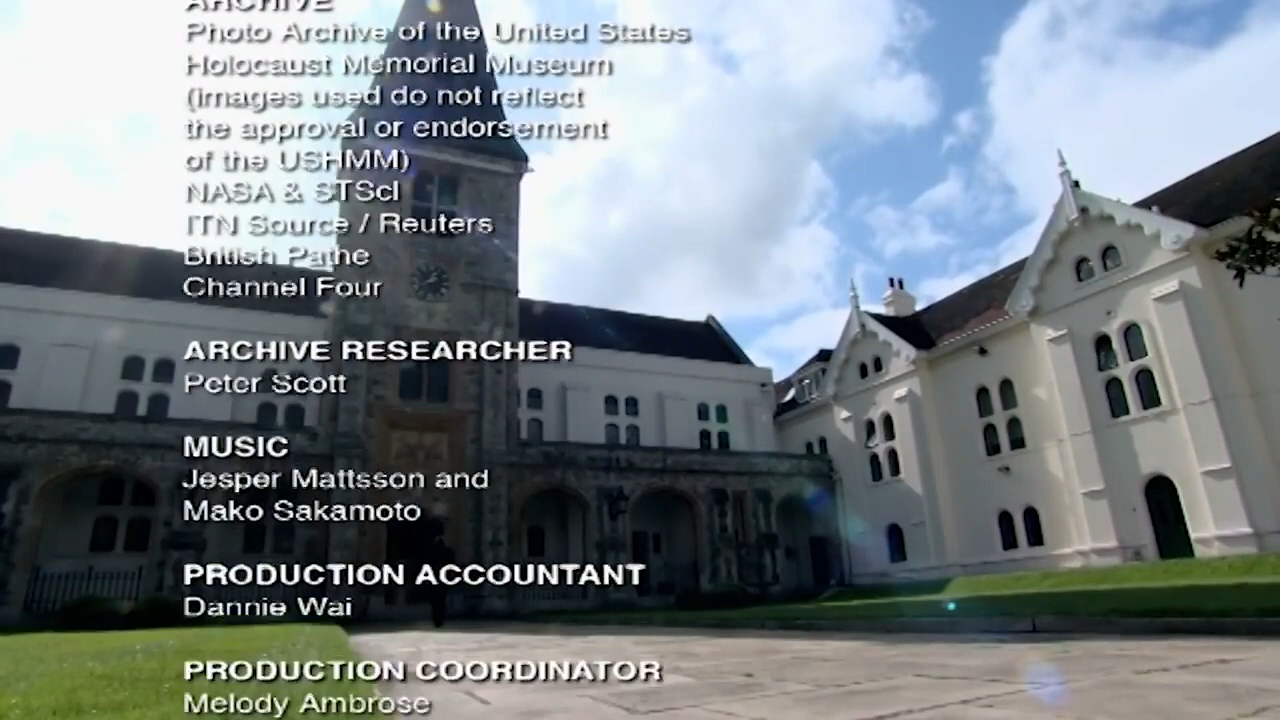 ARCHIVE
Photo Archive of the United States
Holocaust Memorial Museum
(images used do not reflect
the approval or endorsement
of the USHMM)
NASA & STScI
ITN Source / Reuters
British Pathe
Channel Four
ARCHIVE RESEARCHER
Peter Scott
MUSIC
Jesper Mattsson and
Mako Sakamoto
PRODUCTION ACCOUNTANT
Dannie Wai
PRODUCTION COORDINATOR
Melody Ambrose